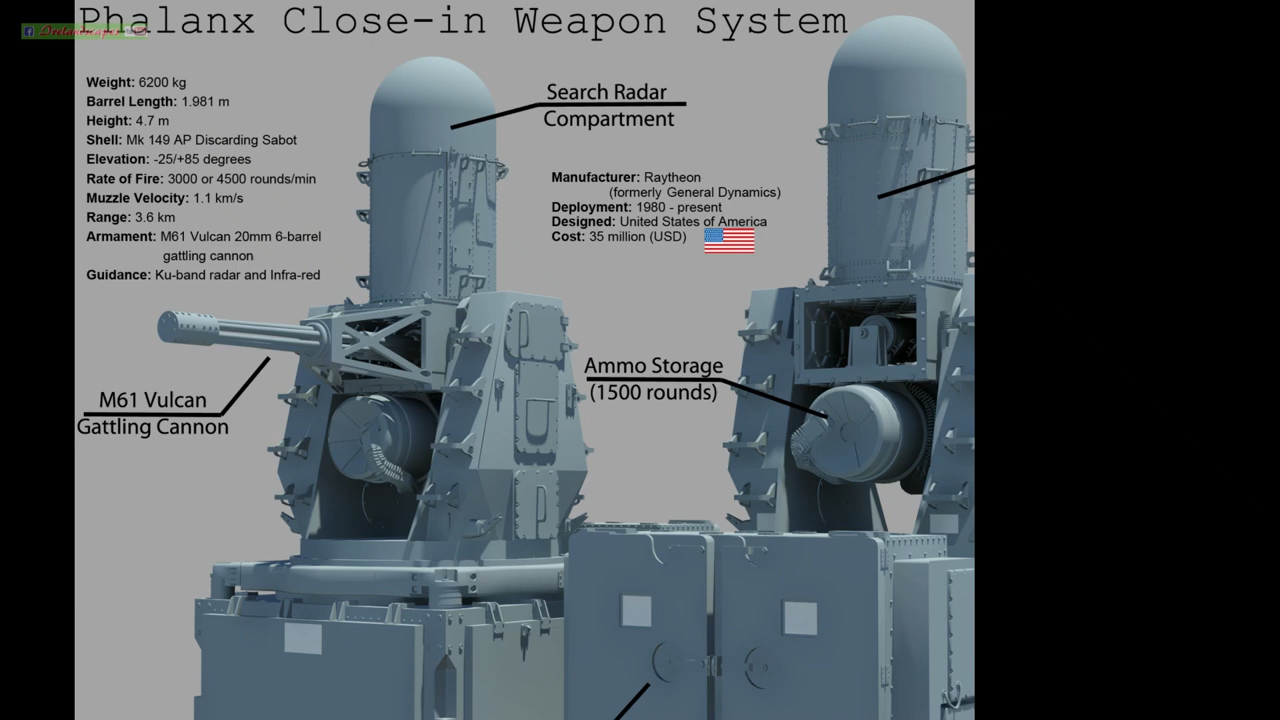 Phalanx Close-in Weapon System
Weight: 6200 kg
Barrel Length: 1.981 m
Height: 4.7 m
Shell: Mk 149 AP Discarding Sabot
Elevation: -25/+85 degrees
Rate of Fire: 3000 or 4500 rounds/min
Muzzle Velocity: 1.1 km/s
Range: 3.6 km
Armament: M61 Vulcan 20mm 6-barrel
gattling cannon
Guidance: Ku-band radar and Infra-red
Search Radar
Compartment
Manufacturer: Raytheon
(formerly General Dynamics)
Deployment: 1980 - present
Designed: United States of America
Cost: 35 million (USD)
Ammo Storage
(1500 rounds)
M61 Vulcan
Gattling Cannon